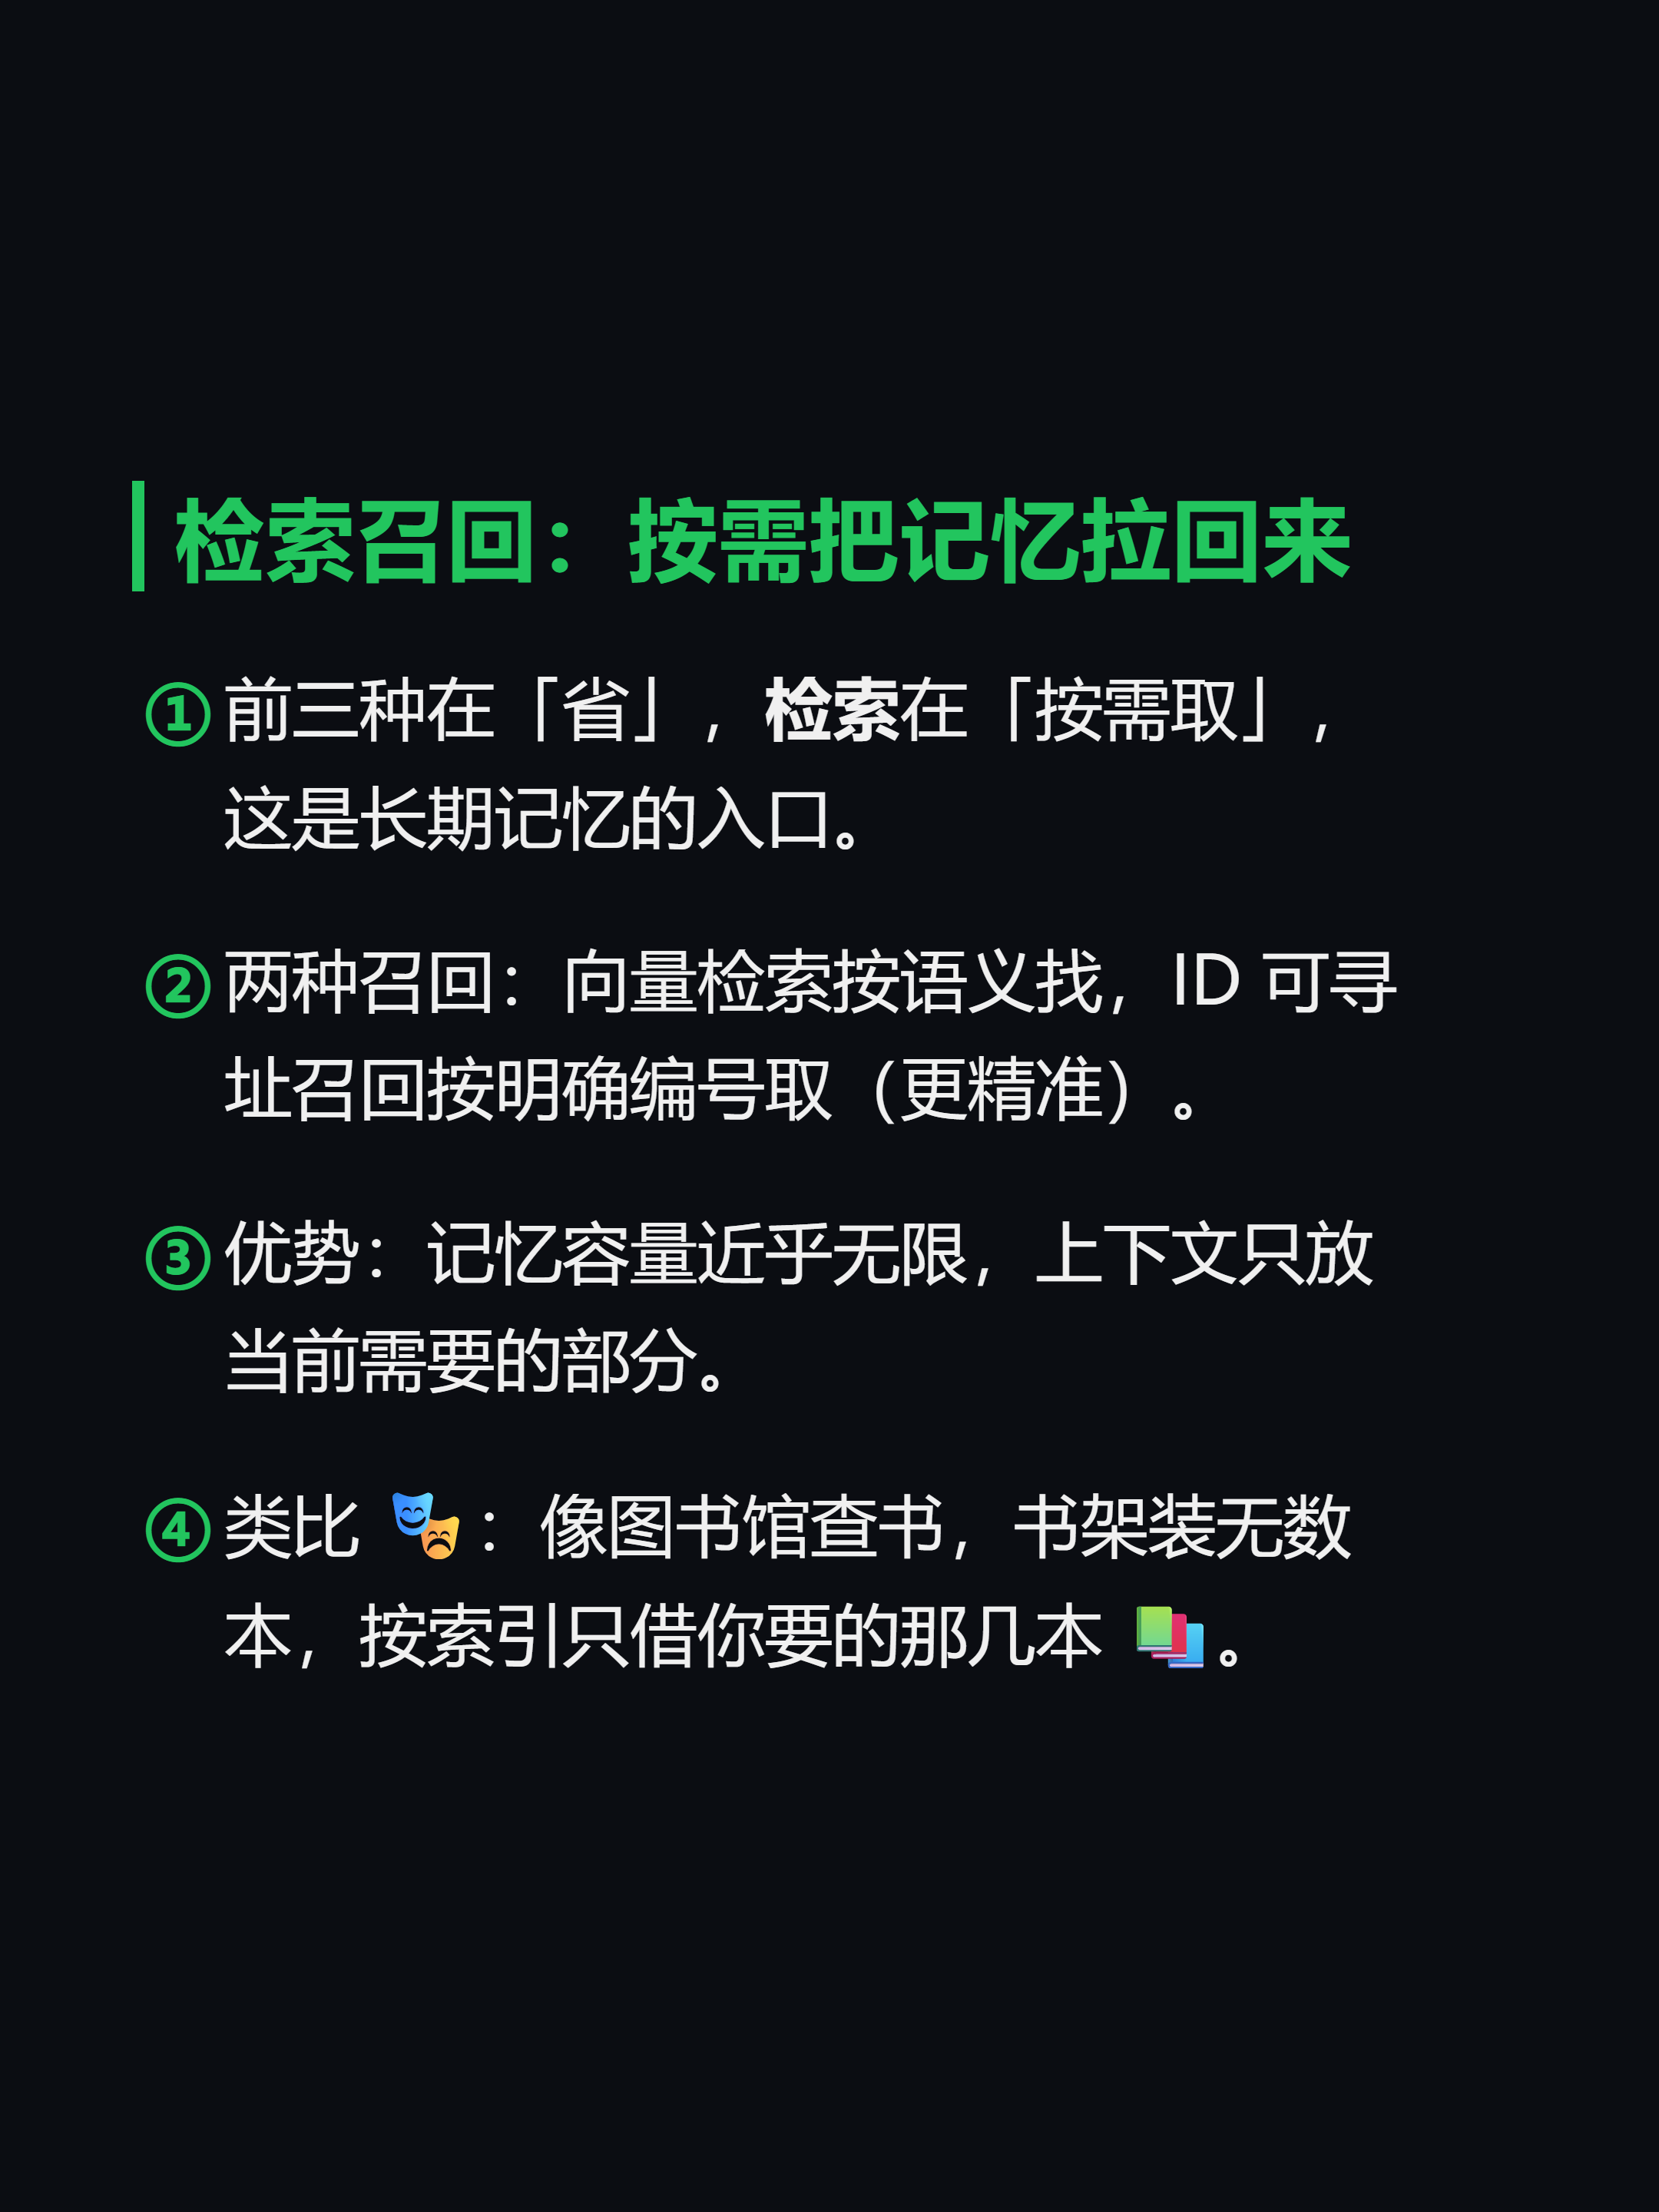 检索召回：按需把记忆拉回来
① 前三种在「省」，检索在「按需取」，
这是长期记忆的入口。
② 两种召回：向量检索按语义找，ID 可寻
址召回按明确编号取（更精准）。
③ 优势：记忆容量近乎无限，上下文只放
当前需要的部分。
④ 类比 🎭：像图书馆查书，书架装无数
本，按索引只借你要的那几本 📚。